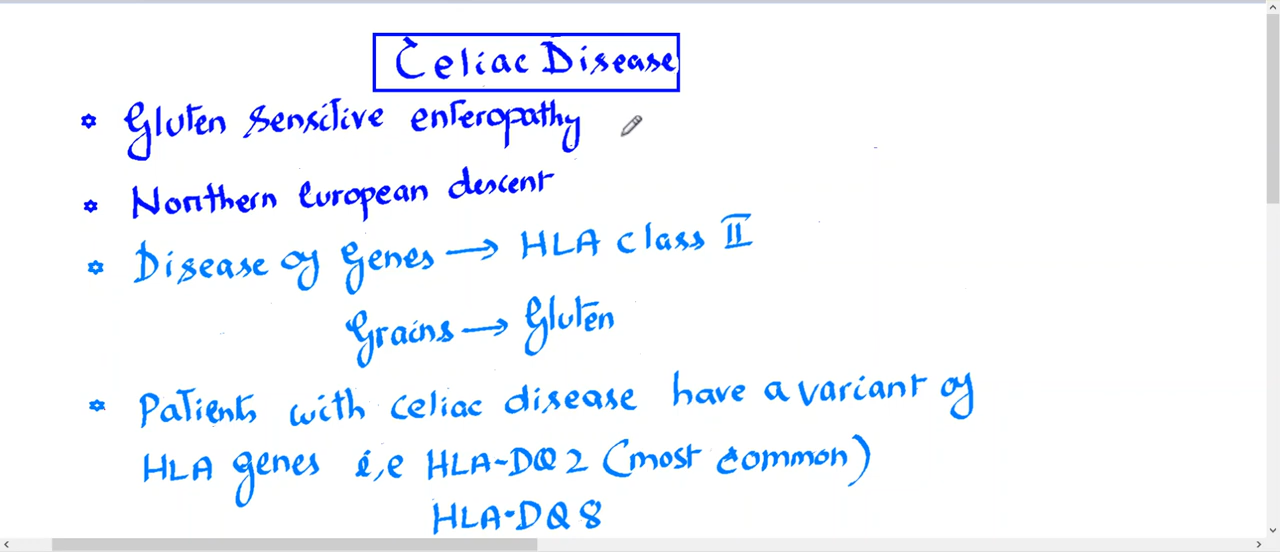 Celiac Disease
✡ Gluten Sensitive enteropathy
✡ Northern European descent
✡ Disease of Genes → HLA class II
Grains → Gluten
✡ Patients with celiac disease have a variant of
HLA genes i,e HLA-DQ2 (most common)
HLA-DQ8